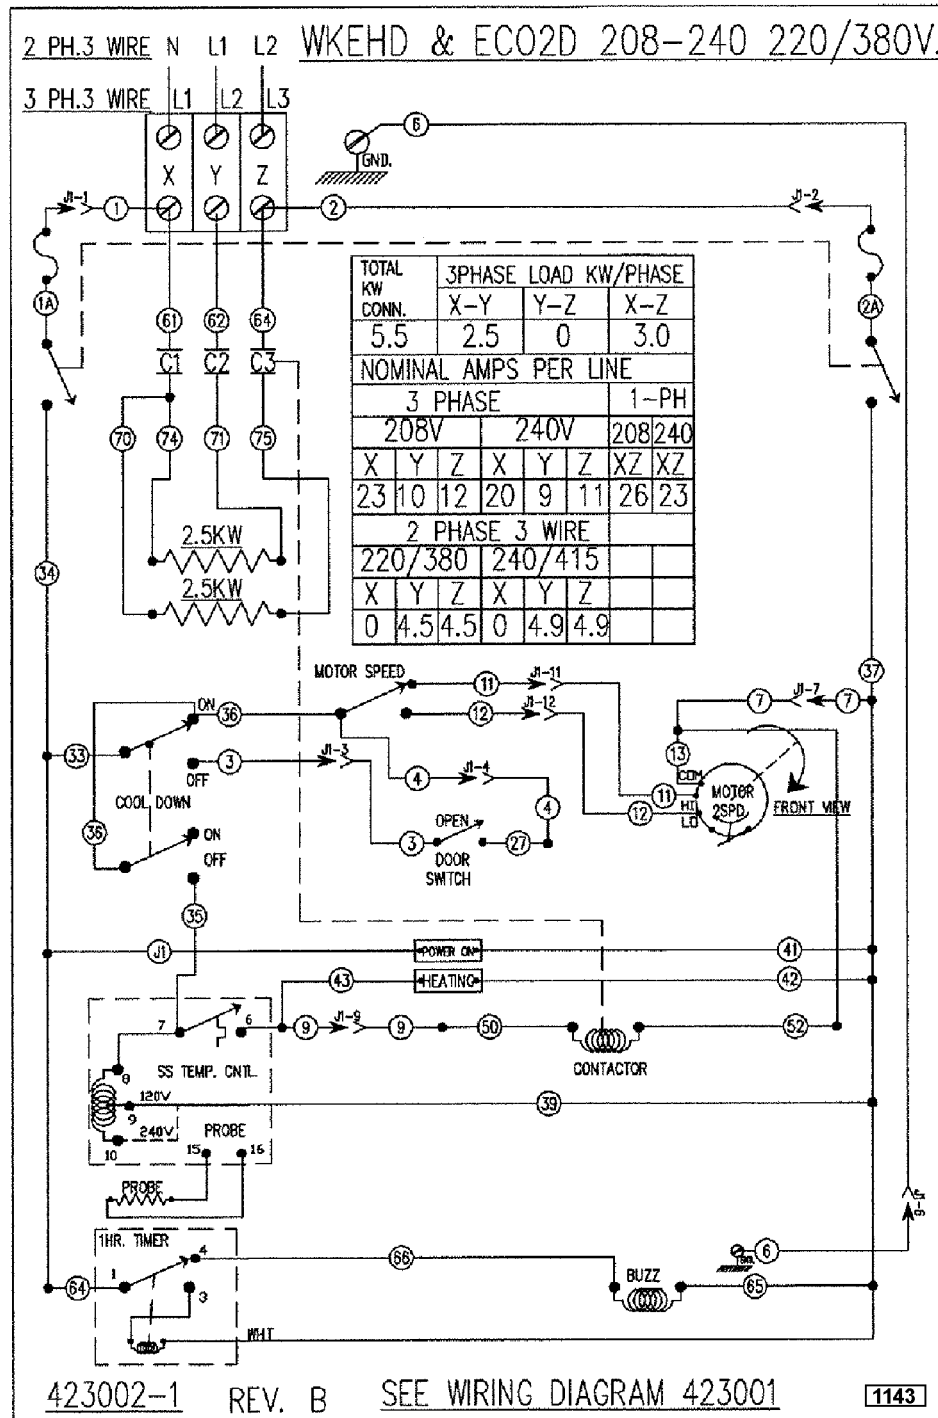 2 PH.3 WIRE N L1 L2 WKEHD & ECO2D 208-240 220/380V.
3 PH.3 WIRE L1 L2 L3
6
GND.
X Y Z
J1-1 1 2 J1-2
1A 2A
61 62 64
C1 C2 C3
70 74 71 75
TOTAL KW CONN. 3PHASE LOAD KW/PHASE
X-Y Y-Z X-Z
5.5 2.5 0 3.0
NOMINAL AMPS PER LINE
3 PHASE 1-PH
208V 240V 208 240
X Y Z X Y Z XZ XZ
23 10 12 20 9 11 26 23
2 PHASE 3 WIRE
220/380 240/415
X Y Z X Y Z
0 4.5 4.5 0 4.9 4.9
2.5KW
2.5KW
34
37
MOTOR SPEED 11 J1-11
12 J1-12
7 J1-7 7
ON 36
33
OFF 3 J1-3
COOL DOWN
4 J1-4
4
13
COM
11
HI
12
LO
MOTOR
2SPD.
FRONT VIEW
36
ON
OFF
3
OPEN
27
DOOR
SWITCH
35
J1 POWER ON 41
43 HEATING 42
7 6 9 J1-9 9 50 52
CONTACTOR
SS TEMP. CNTL.
8
120V
9
39
240V
10
PROBE
15 16
PROBE
J1-6
1HR. TIMER
4 66
6
GND.
64 1
3
BUZZ
65
WHT
423002-1 REV. B SEE WIRING DIAGRAM 423001
1143